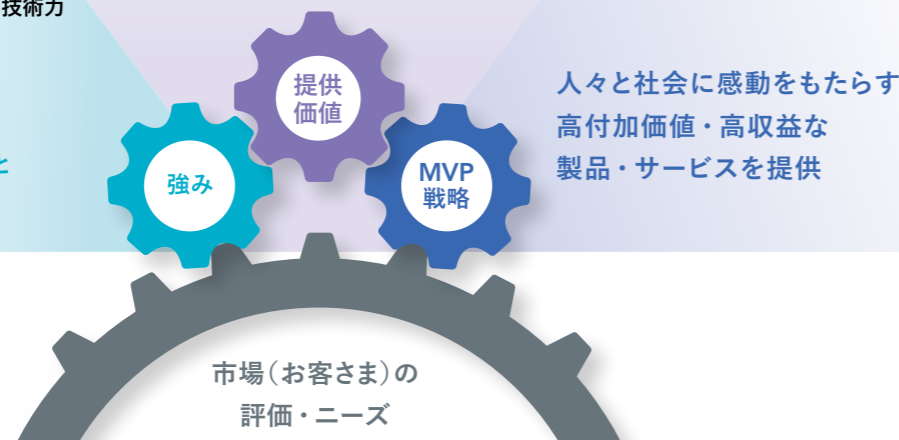 技術力
提供
価値
強み
と
MVP
戦略
人々と社会に感動をもたらす
高付加価値・高収益な
製品・サービスを提供
市場（お客さま）の
評価・ニーズ